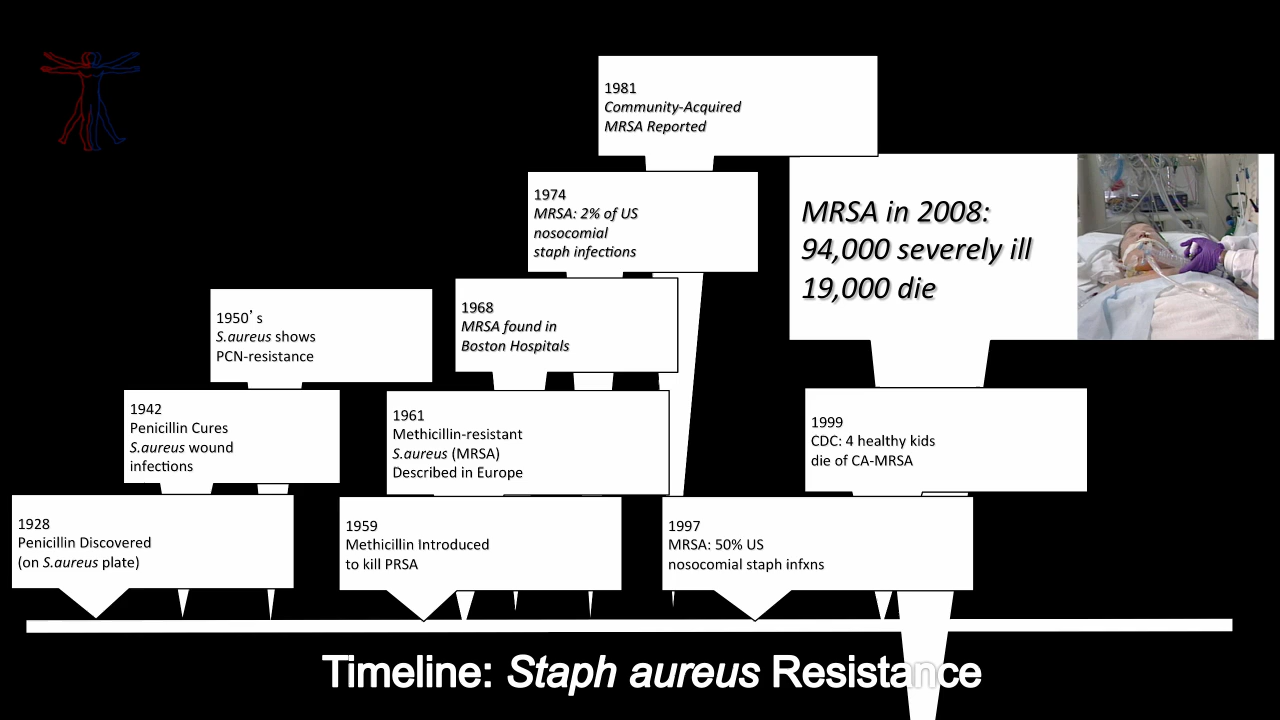 1981
Community-Acquired
MRSA Reported
1974
MRSA: 2% of US
nosocomial
staph infections
MRSA in 2008:
94,000 severely ill
19,000 die
1968
MRSA found in
Boston Hospitals
1950’s
S.aureus shows
PCN-resistance
1942
Penicillin Cures
S.aureus wound
infections
1961
Methicillin-resistant
S.aureus (MRSA)
Described in Europe
1999
CDC: 4 healthy kids
die of CA-MRSA
1928
Penicillin Discovered
(on S.aureus plate)
1959
Methicillin Introduced
to kill PRSA
1997
MRSA: 50% US
nosocomial staph infxns
Timeline: Staph aureus Resistance